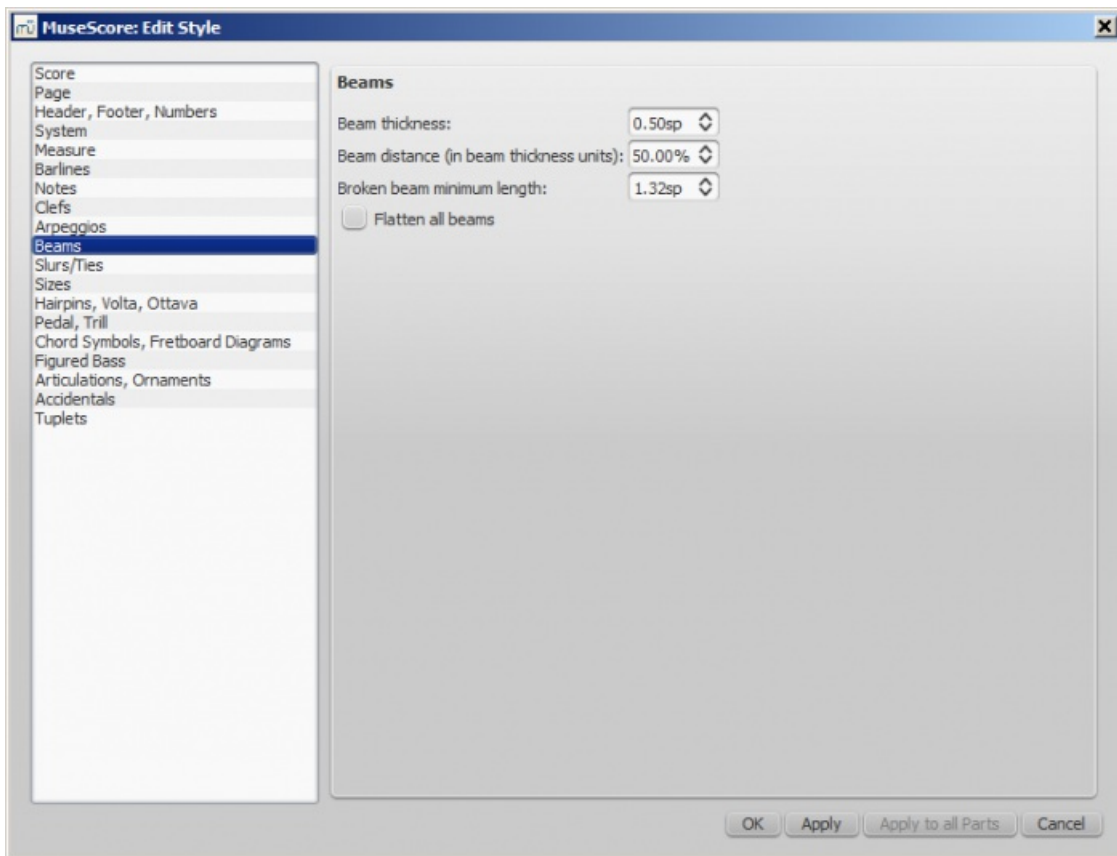 MuseScore: Edit Style
Score
Page
Header, Footer, Numbers
System
Measure
Barlines
Notes
Clefs
Arpeggios
Beams
Slurs/Ties
Sizes
Hairpins, Volta, Ottava
Pedal, Trill
Chord Symbols, Fretboard Diagrams
Figured Bass
Articulations, Ornaments
Accidentals
Tuplets
Beams
Beam thickness: 0.50sp
Beam distance (in beam thickness units): 50.00%
Broken beam minimum length: 1.32sp
Flatten all beams
OK Apply Apply to all Parts Cancel